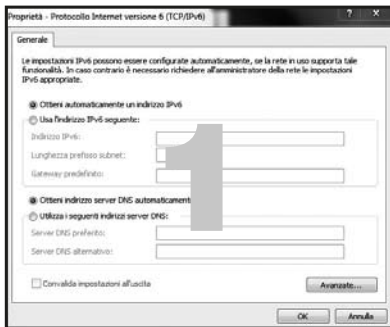 Proprietà - Protocollo Internet versione 6 (TCP/IPv6)
Generale
Le impostazioni IPv6 possono essere configurate automaticamente, se la rete in uso supporta tale
funzionalità. In caso contrario è necessario richiedere all'amministratore della rete le impostazioni
IPv6 appropriate.
Ottieni automaticamente un indirizzo IPv6
Usa l'indirizzo IPv6 seguente:
Indirizzo IPv6:
Lunghezza prefisso subnet:
Gateway predefinito:
1
Ottieni indirizzo server DNS automaticamente
Utilizza i seguenti indirizzi server DNS:
Server DNS preferito:
Server DNS alternativo:
Convalida impostazioni all'uscita
Avanzate...
OK
Annulla